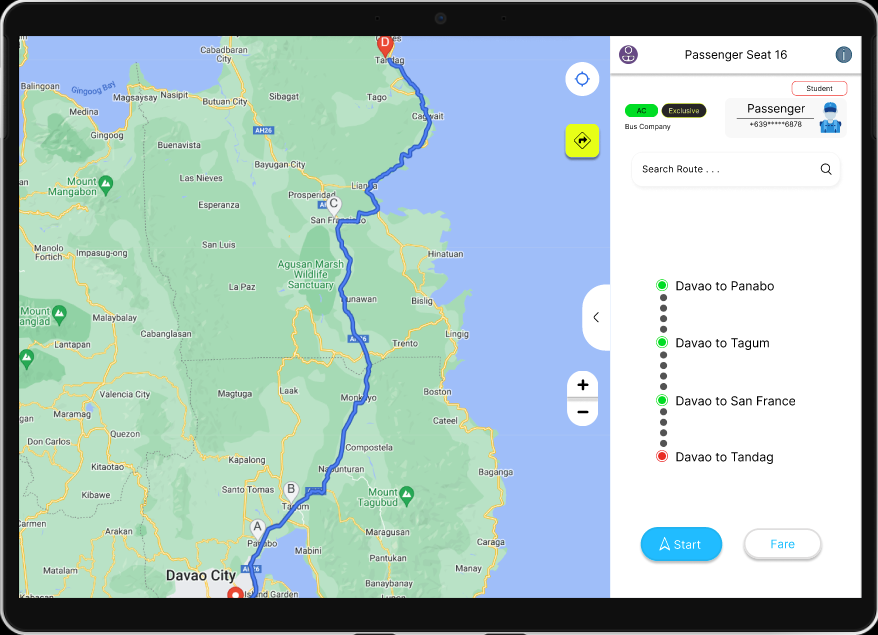 D
Tandag
Cabadbaran
City
Balingoan
Gingoog Bay
Magsaysay
Nasipit
Butuan City
Sibagat
Tago
Medina
Cagwait
Gingoog
AH26
Buenavista
Bayugan City
Las Nieves
Lianga
Mount
Mangabon
Prosperidad
C
Esperanza
San Francisco
San Luis
Manolo
Fortich
Impasug-ong
Hinatuan
Agusan Marsh
Wildlife
Sanctuary
La Paz
Bunawan
Bislig
Mount
Malaybalay
Cabanglasan
Lingig
Lantapan
AH26
Trento
Valencia City
Magtuga
Laak
Monkayo
Boston
Maramag
Cateel
Don Carlos
Quezon
Compostela
Kitaotao
Kapalong
Nabunturan
Baganga
Kibawe
Santo Tomas
B
Tagum
Mount
Tagubud
Carmen
Arakan
A
Panabo
Maragusan
Mabini
Caraga
Pantukan
Matalam
AH26
Manay
Davao City
Banaybanay
Island Garden
Passenger Seat 16
Student
AC
Exclusive
Bus Company
Passenger
+639*****6878
Search Route . . .
Davao to Panabo
Davao to Tagum
Davao to San France
Davao to Tandag
Start
Fare